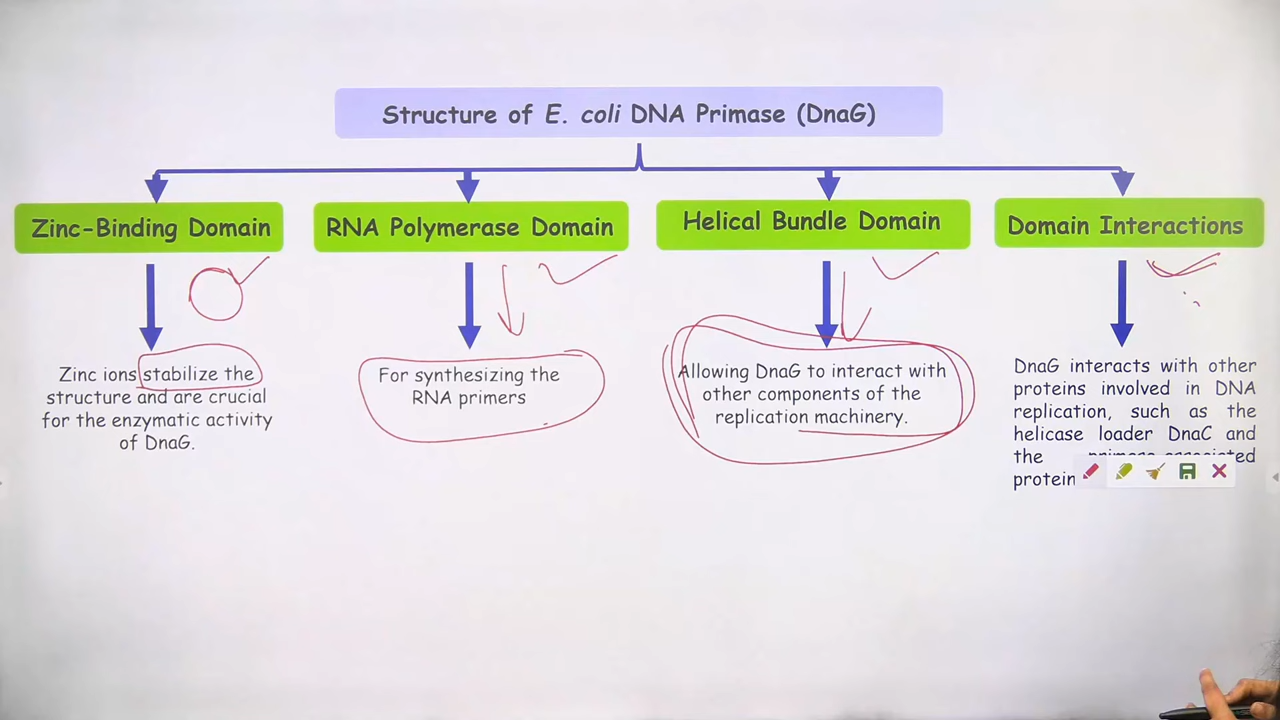 Structure of E. coli DNA Primase (DnaG)
Zinc-Binding Domain
RNA Polymerase Domain
Helical Bundle Domain
Domain Interactions
Zinc ions stabilize the
structure and are crucial
for the enzymatic activity
of DnaG.
For synthesizing the
RNA primers
Allowing DnaG to interact with
other components of the
replication machinery.
DnaG interacts with other
proteins involved in DNA
replication, such as the
helicase loader DnaC and
the primase-associated
protein